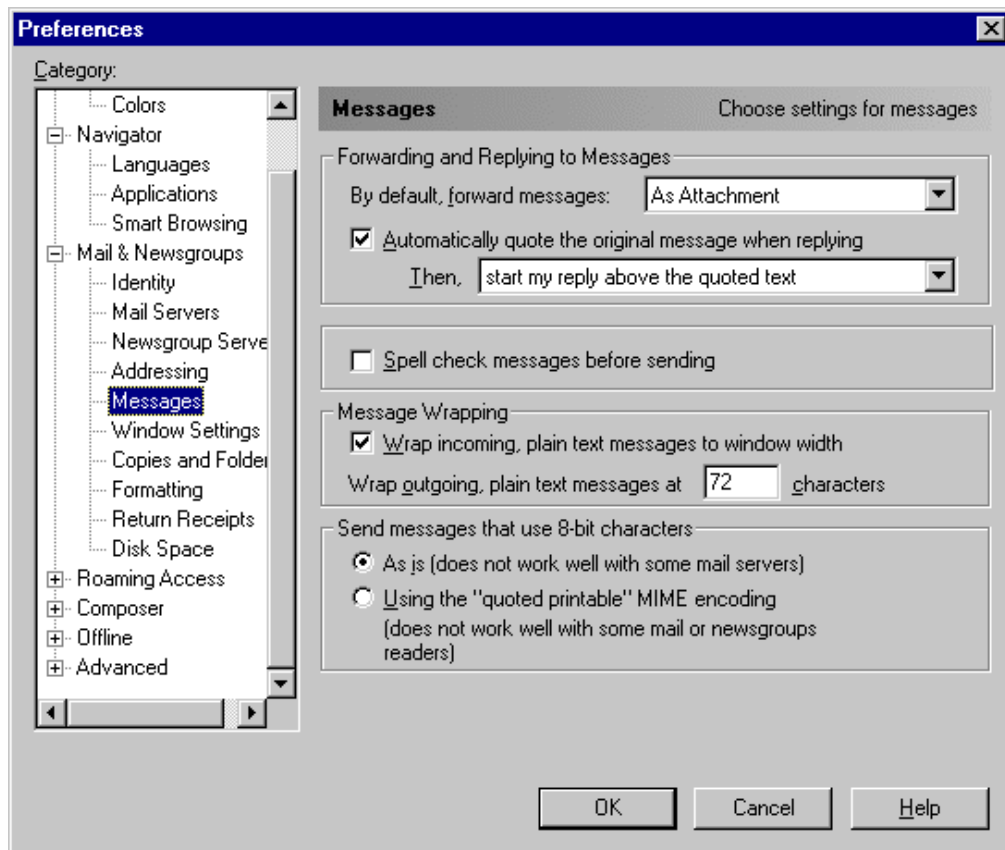 Preferences
Category:
Colors
Navigator
Languages
Applications
Smart Browsing
Mail & Newsgroups
Identity
Mail Servers
Newsgroup Serve
Addressing
Messages
Window Settings
Copies and Folder
Formatting
Return Receipts
Disk Space
Roaming Access
Composer
Offline
Advanced
Messages Choose settings for messages
Forwarding and Replying to Messages
By default, forward messages: As Attachment
Automatically quote the original message when replying
Then, start my reply above the quoted text
Spell check messages before sending
Message Wrapping
Wrap incoming, plain text messages to window width
Wrap outgoing, plain text messages at 72 characters
Send messages that use 8-bit characters
As is (does not work well with some mail servers)
Using the "quoted printable" MIME encoding
(does not work well with some mail or newsgroups
readers)
OK Cancel Help